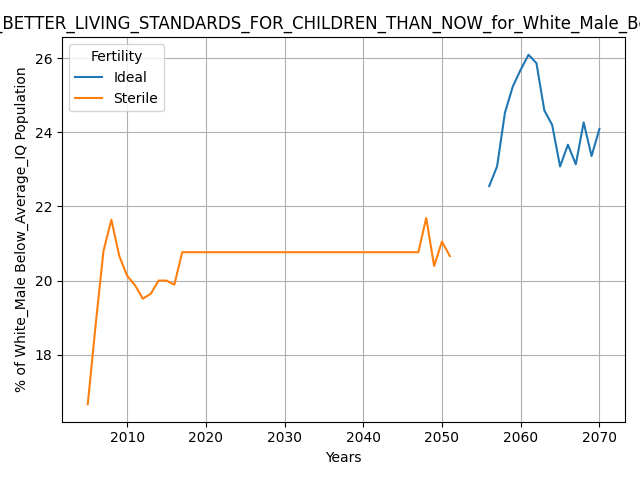 _BETTER_LIVING_STANDARDS_FOR_CHILDREN_THAN_NOW_for_White_Male_Be
Fertility
Ideal
Sterile
26
24
22
20
18
% of White_Male Below_Average_IQ Population
2010 2020 2030 2040 2050 2060 2070
Years